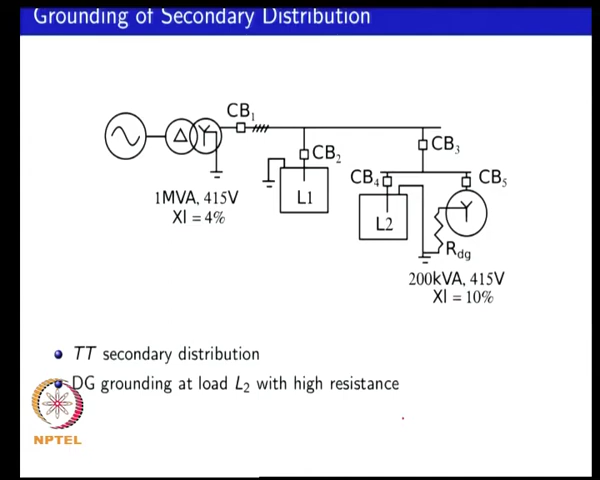 Grounding of Secondary Distribution
CB₁
CB₂
CB₃
CB₄
CB₅
L1
L2
1MVA, 415V
Xl = 4%
R_dg
200kVA, 415V
Xl = 10%
TT secondary distribution
DG grounding at load L₂ with high resistance
NPTEL